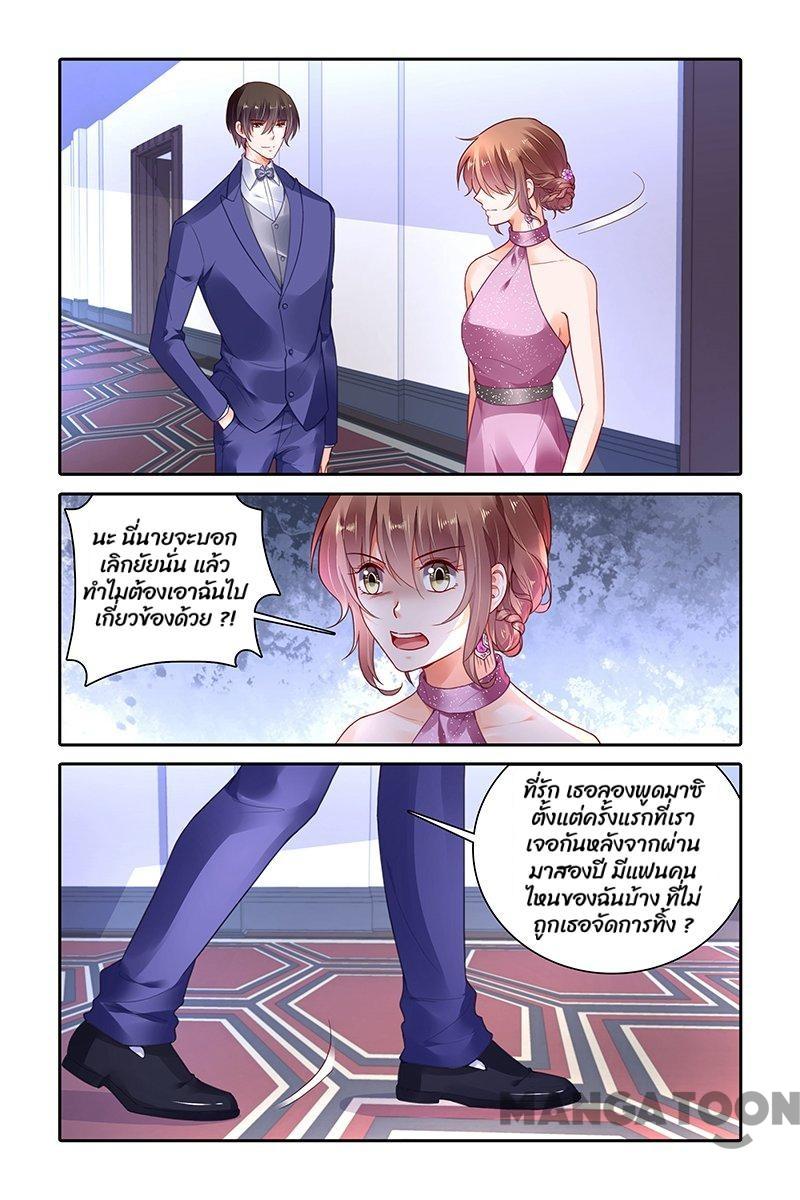 นะ นี่นายจะบอก
เลิกยัยนั่น แล้ว
ทำไมต้องเอาฉันไป
เกี่ยวข้องด้วย ?!
ที่รัก เธอลองพูดมาซิ
ตั้งแต่ครั้งแรกที่เรา
เจอกันหลังจากผ่าน
มาสองปี มีแฟนคน
ไหนของฉันบ้าง ที่ไม่
ถูกเธอจัดการทิ้ง ?
MANGATOON